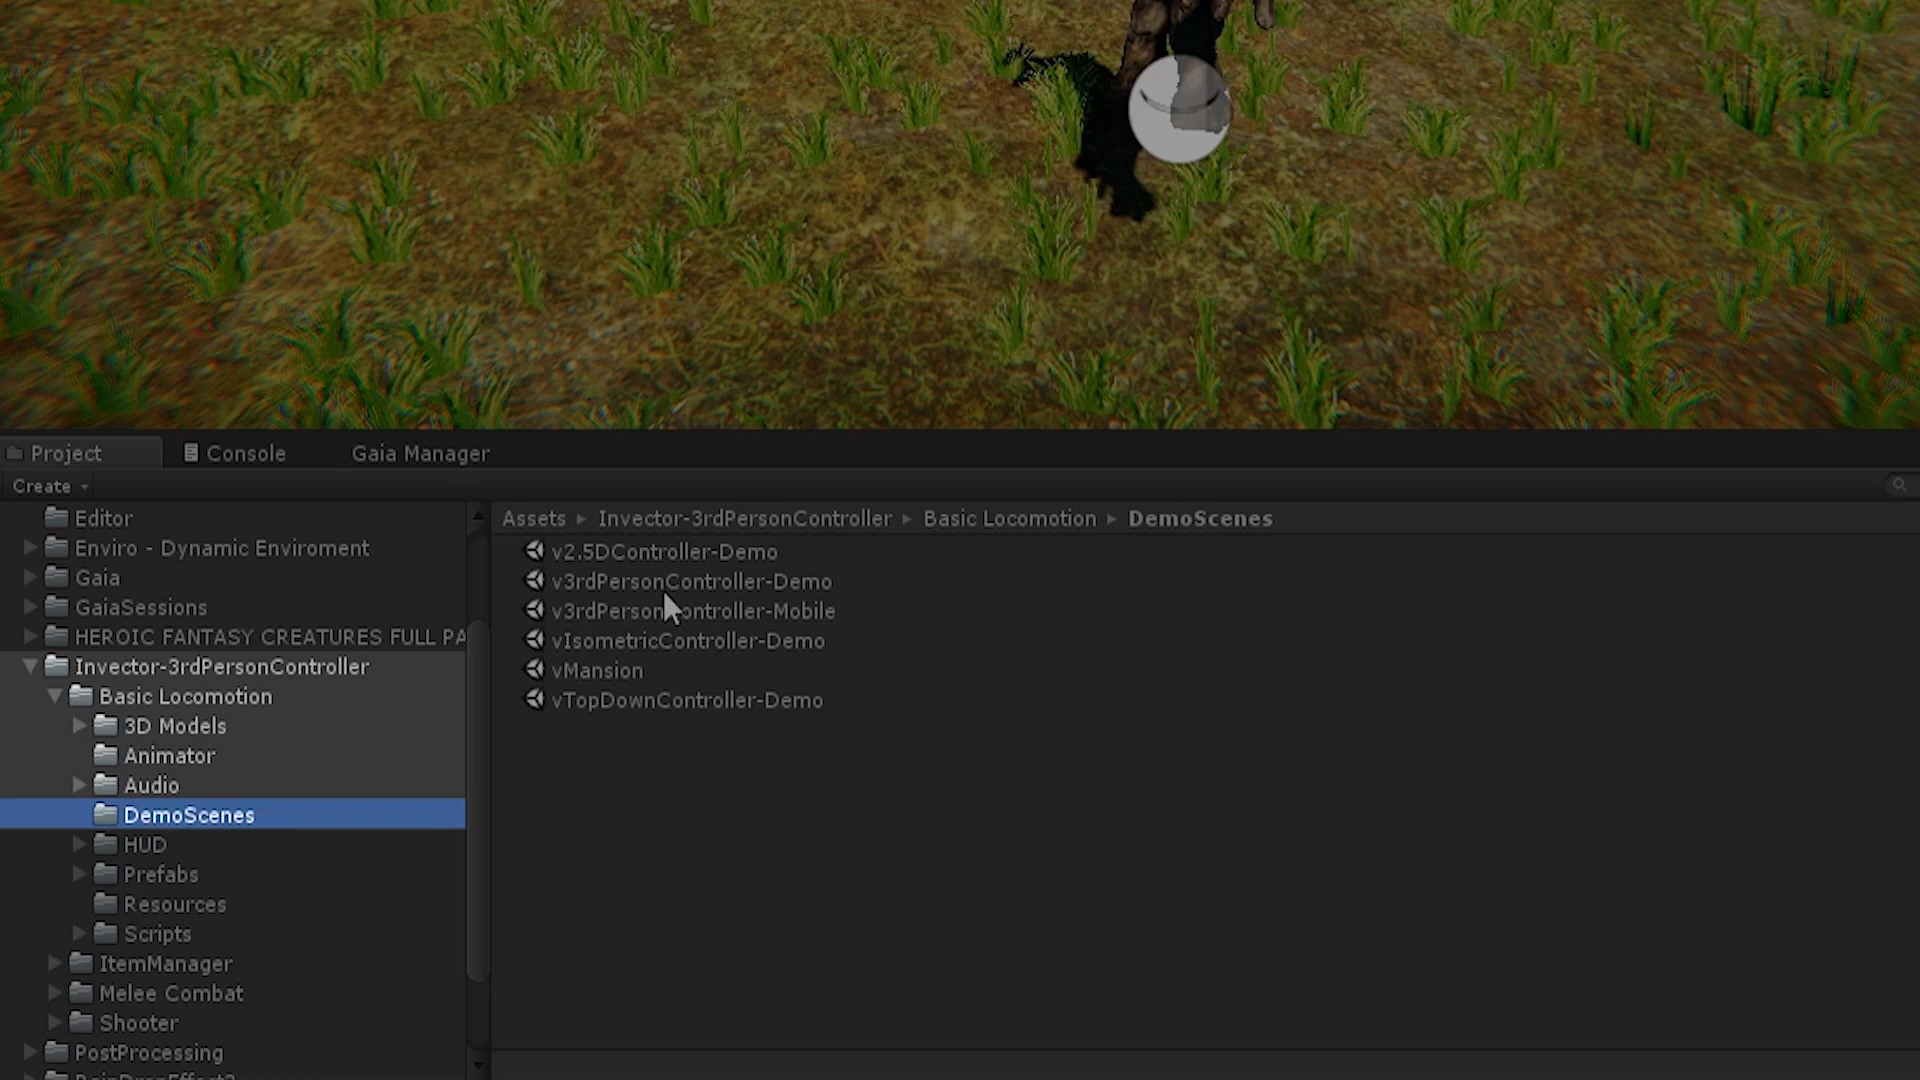 Project
Console
Gaia Manager
Create
Editor
Enviro - Dynamic Enviroment
Gaia
GaiaSessions
HEROIC FANTASY CREATURES FULL PA
Invector-3rdPersonController
Basic Locomotion
3D Models
Animator
Audio
DemoScenes
HUD
Prefabs
Resources
Scripts
ItemManager
Melee Combat
Shooter
PostProcessing
Assets ▸ Invector-3rdPersonController ▸ Basic Locomotion ▸ DemoScenes
v2.5DController-Demo
v3rdPersonController-Demo
v3rdPersonController-Mobile
vIsometricController-Demo
vMansion
vTopDownController-Demo